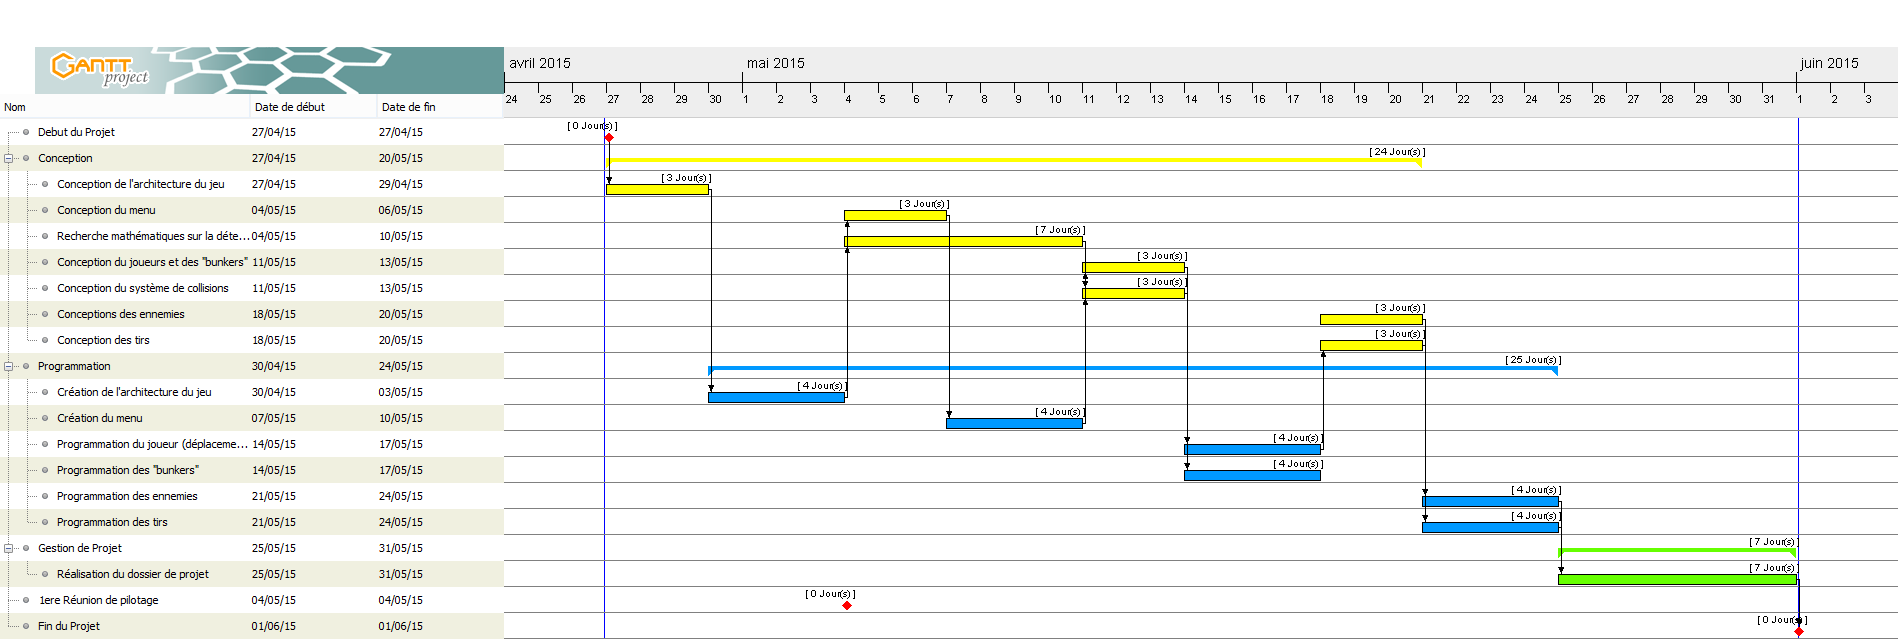 GANTT
project
avril 2015 mai 2015 juin 2015
24 25 26 27 28 29 30 1 2 3 4 5 6 7 8 9 10 11 12 13 14 15 16 17 18 19 20 21 22 23 24 25 26 27 28 29 30 31 1 2 3
Nom Date de début Date de fin
Debut du Projet 27/04/15 27/04/15 [ 0 Jour(s) ]
Conception 27/04/15 20/05/15 [ 24 Jour(s) ]
Conception de l'architecture du jeu 27/04/15 29/04/15 [ 3 Jour(s) ]
Conception du menu 04/05/15 06/05/15 [ 3 Jour(s) ]
Recherche mathématiques sur la déte... 04/05/15 10/05/15 [ 7 Jour(s) ]
Conception du joueurs et des "bunkers" 11/05/15 13/05/15 [ 3 Jour(s) ]
Conception du système de collisions 11/05/15 13/05/15 [ 3 Jour(s) ]
Conceptions des ennemies 18/05/15 20/05/15 [ 3 Jour(s) ]
Conception des tirs 18/05/15 20/05/15 [ 3 Jour(s) ]
Programmation 30/04/15 24/05/15 [ 25 Jour(s) ]
Création de l'architecture du jeu 30/04/15 03/05/15 [ 4 Jour(s) ]
Création du menu 07/05/15 10/05/15 [ 4 Jour(s) ]
Programmation du joueur (déplaceme... 14/05/15 17/05/15 [ 4 Jour(s) ]
Programmation des "bunkers" 14/05/15 17/05/15 [ 4 Jour(s) ]
Programmation des ennemies 21/05/15 24/05/15 [ 4 Jour(s) ]
Programmation des tirs 21/05/15 24/05/15 [ 4 Jour(s) ]
Gestion de Projet 25/05/15 31/05/15 [ 7 Jour(s) ]
Réalisation du dossier de projet 25/05/15 31/05/15 [ 7 Jour(s) ]
1ere Réunion de pilotage 04/05/15 04/05/15 [ 0 Jour(s) ]
Fin du Projet 01/06/15 01/06/15 [ 0 Jour(s) ]